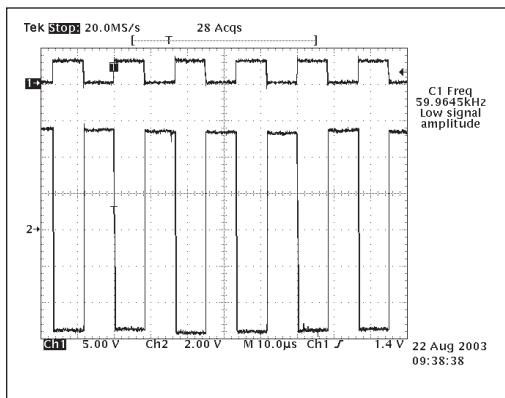 Tek Stop: 20.0MS/s 28 Acqs
T
T
1
C1 Freq
59.9645kHz
Low signal
amplitude
T
2
Ch1 5.00 V Ch2 2.00 V M 10.0µs Ch1 1.4 V
22 Aug 2003
09:38:38